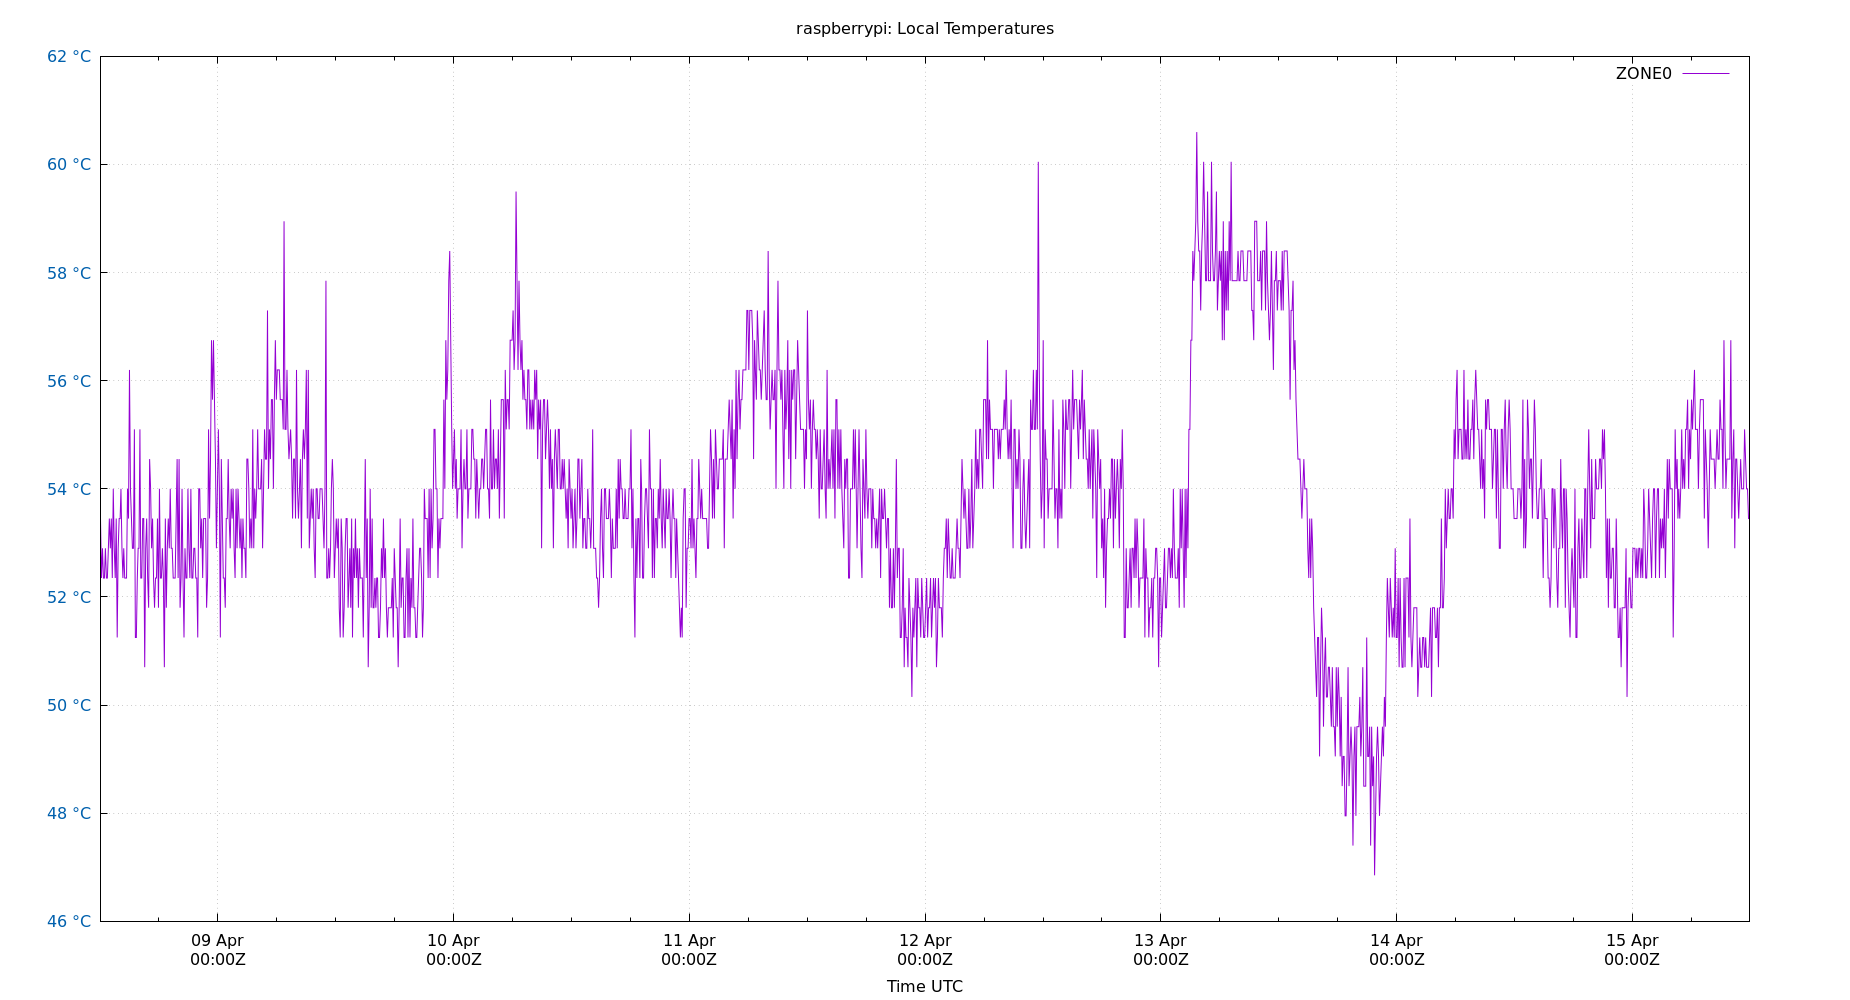 raspberrypi: Local Temperatures
ZONE0
62 °C
60 °C
58 °C
56 °C
54 °C
52 °C
50 °C
48 °C
46 °C
09 Apr 10 Apr 11 Apr 12 Apr 13 Apr 14 Apr 15 Apr
00:00Z 00:00Z 00:00Z 00:00Z 00:00Z 00:00Z 00:00Z
Time UTC